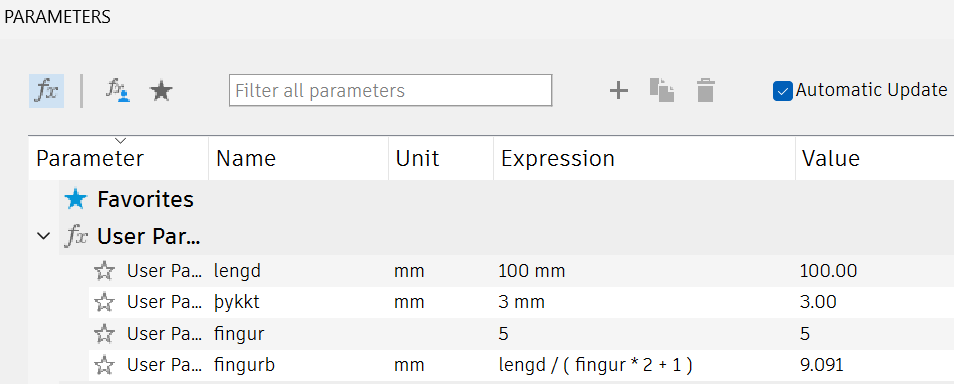 PARAMETERS
fx fx Filter all parameters + Automatic Update
Parameter Name Unit Expression Value
Favorites
fx User Par...
User Pa... lengd mm 100 mm 100.00
User Pa... þykkt mm 3 mm 3.00
User Pa... fingur 5 5
User Pa... fingurb mm lengd / ( fingur * 2 + 1 ) 9.091